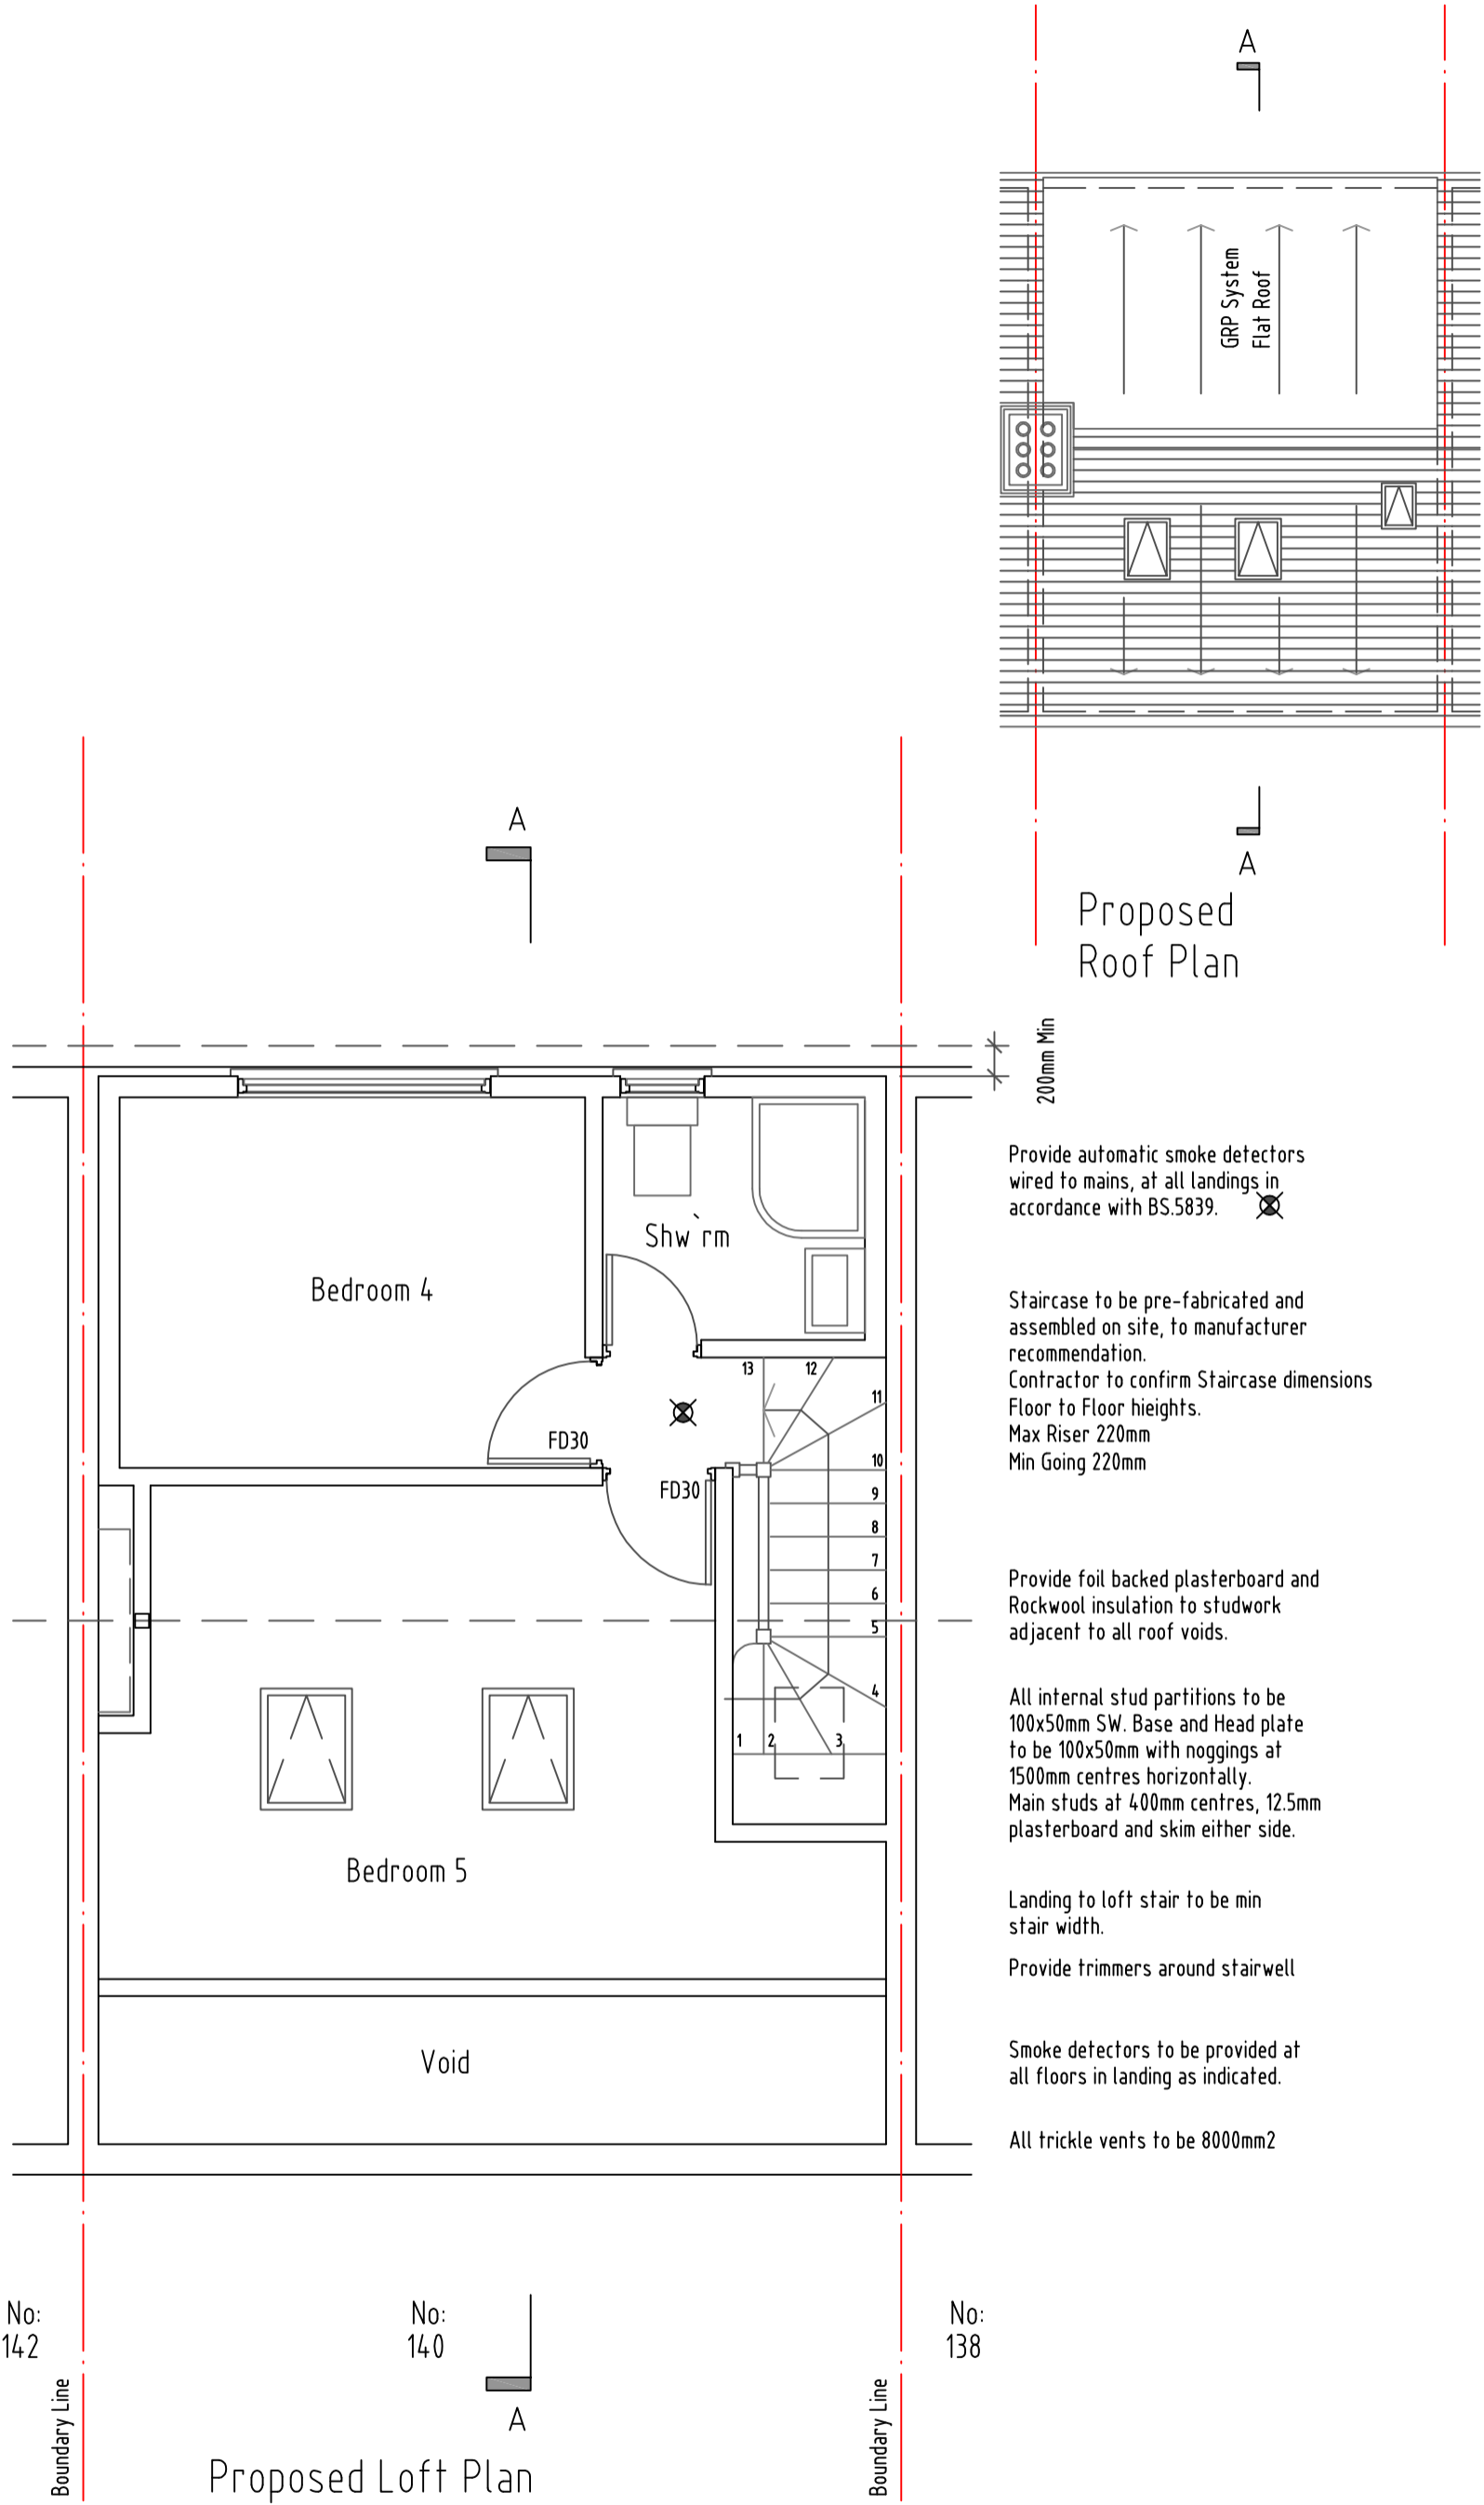 A
GRP System
Flat Roof
A
Proposed
Roof Plan
A
200mm Min
Provide automatic smoke detectors
wired to mains, at all landings in
accordance with BS.5839.
Shw`rm
Bedroom 4
Staircase to be pre-fabricated and
assembled on site, to manufacturer
recommendation.
Contractor to confirm Staircase dimensions
Floor to Floor hieights.
Max Riser 220mm
Min Going 220mm
13
12
11
10
9
8
7
6
5
4
3
2
1
FD30
FD30
Provide foil backed plasterboard and
Rockwool insulation to studwork
adjacent to all roof voids.
All internal stud partitions to be
100x50mm SW. Base and Head plate
to be 100x50mm with noggings at
1500mm centres horizontally.
Main studs at 400mm centres, 12.5mm
plasterboard and skim either side.
Bedroom 5
Landing to loft stair to be min
stair width.
Provide trimmers around stairwell
Void
Smoke detectors to be provided at
all floors in landing as indicated.
All trickle vents to be 8000mm2
No:
142
No:
140
No:
138
Boundary Line
Boundary Line
A
Proposed Loft Plan